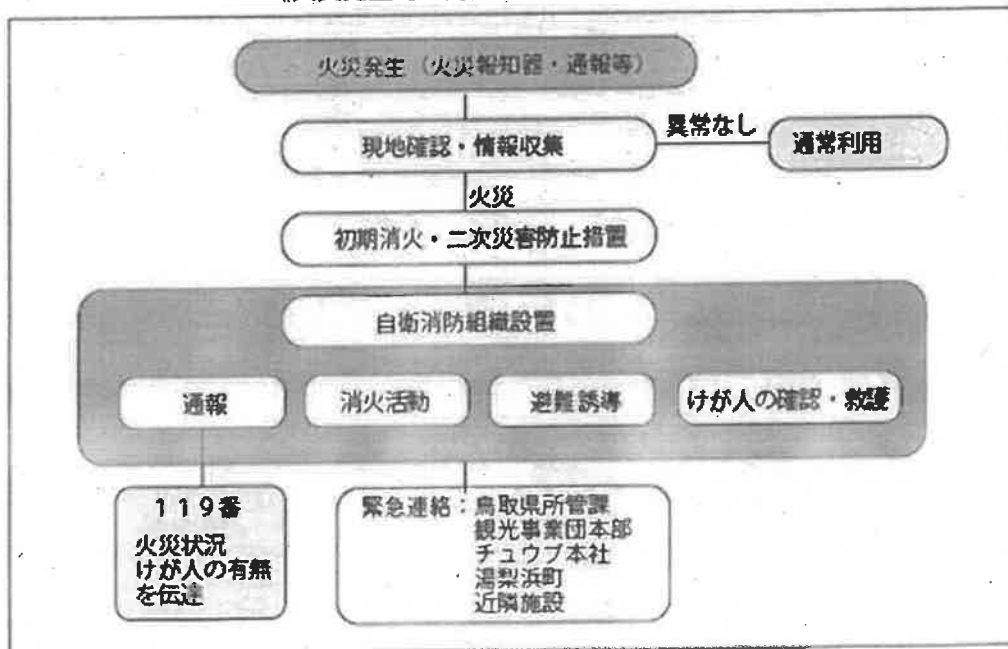 火災発生（火災報知器・通報等）
現地確認・情報収集
異常なし
通常利用
火災
初期消火・二次災害防止措置
自衛消防組織設置
通報
消火活動
避難誘導
けが人の確認・救護
119番
火災状況
けが人の有無
を伝達
緊急連絡：鳥取県所管課
観光事業団本部
チュウブ本社
湯梨浜町
近隣施設